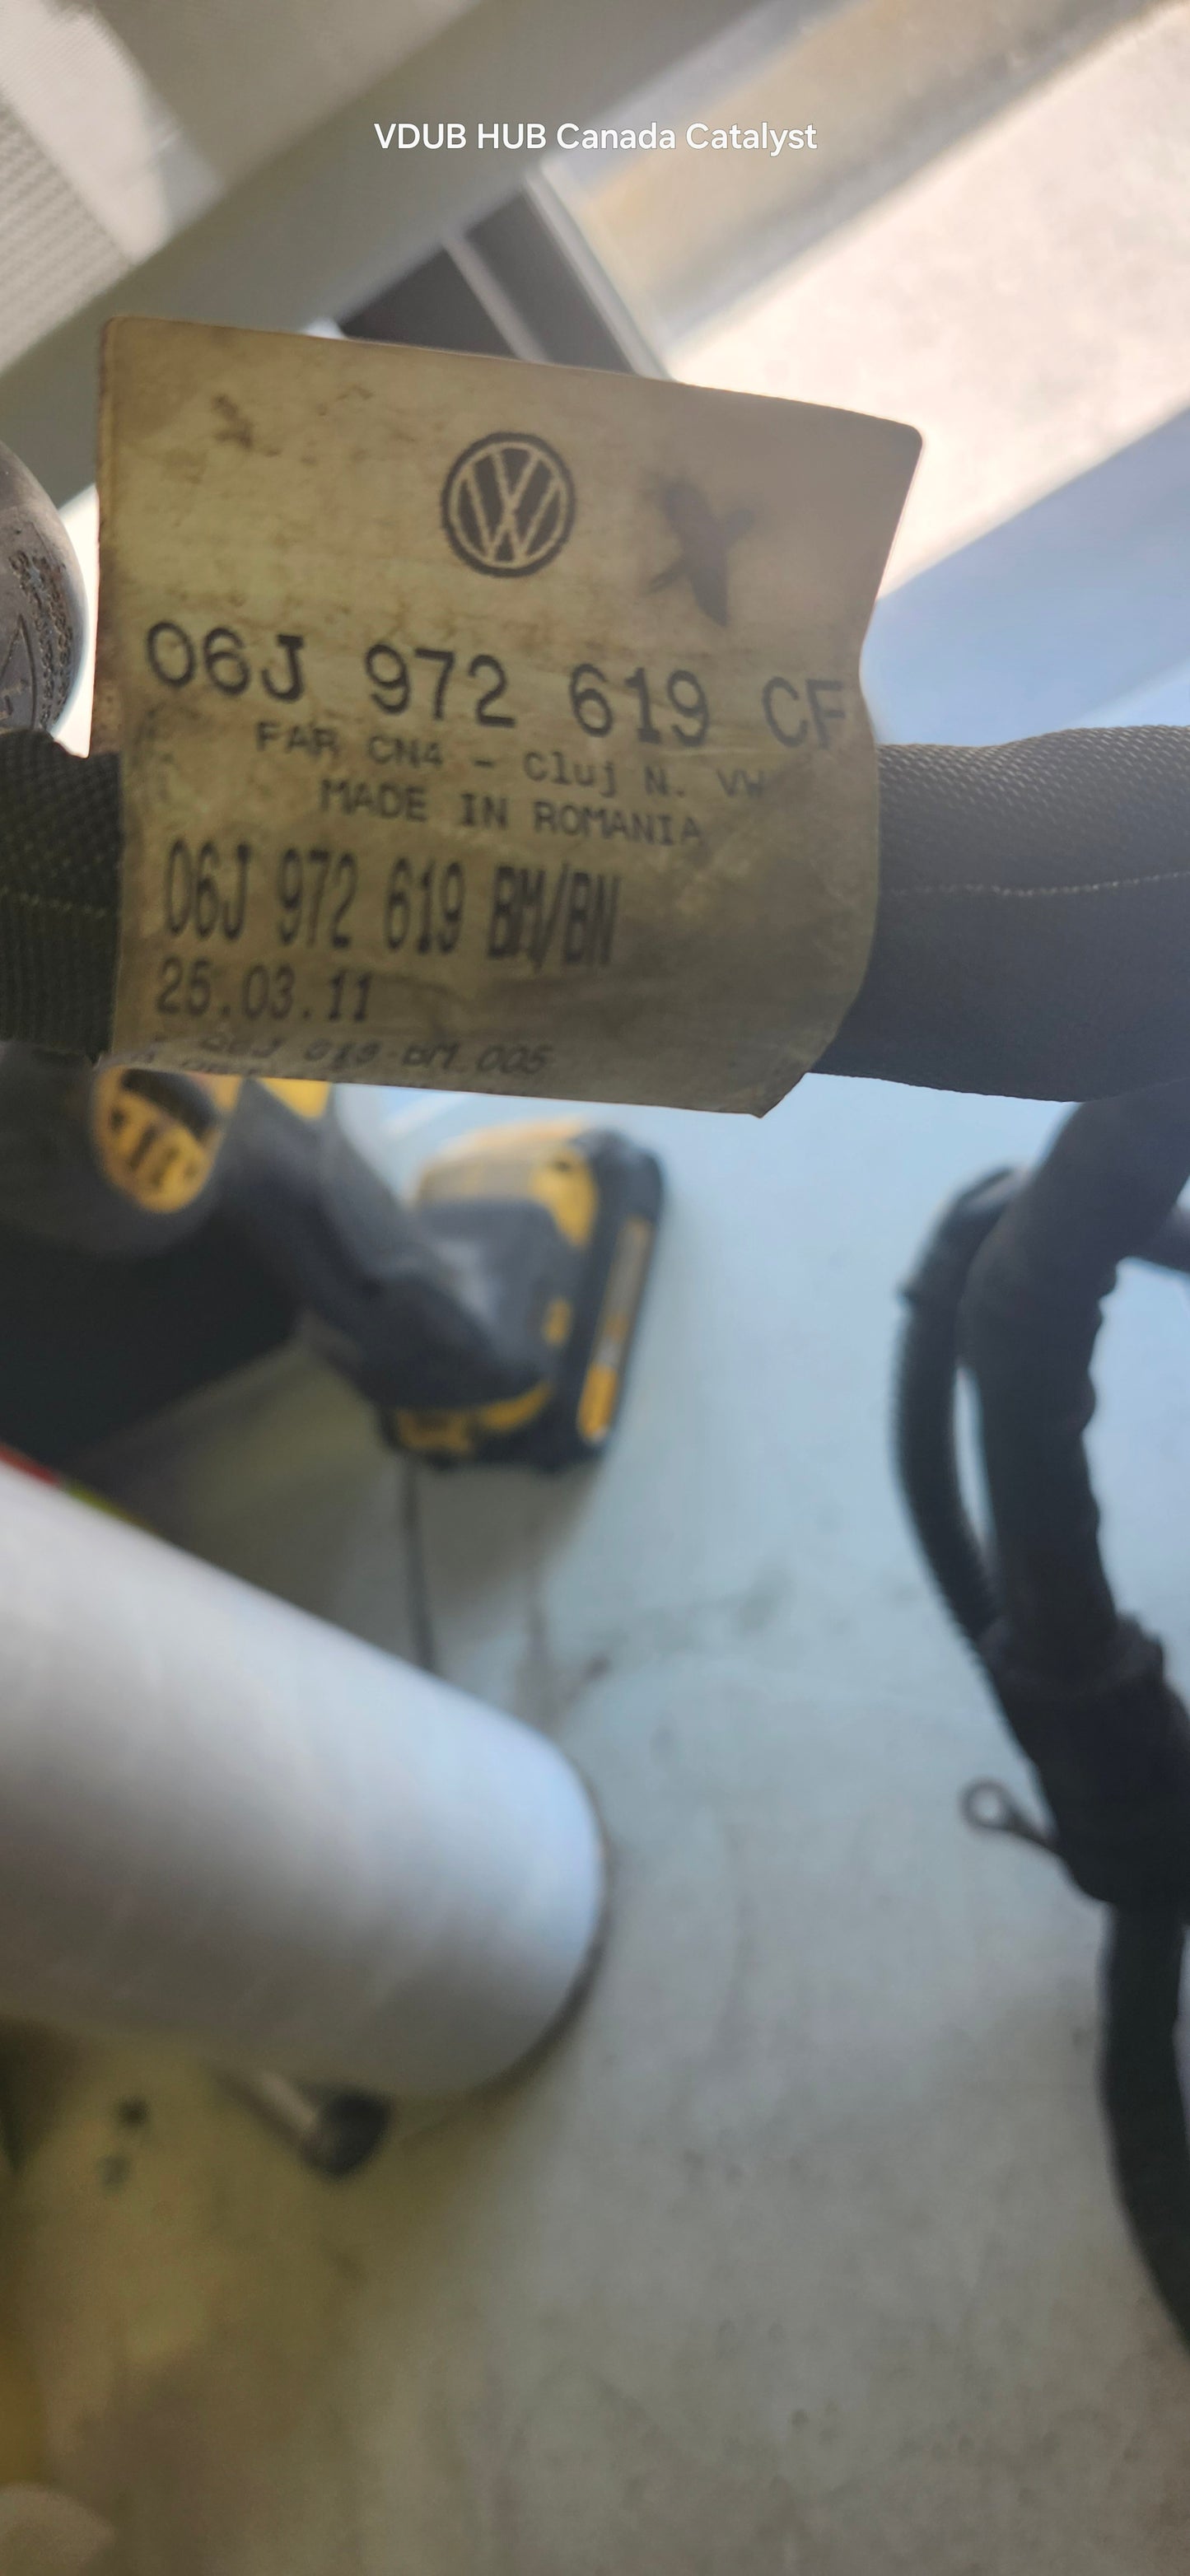 VDUB HUB Canada Catalyst
06J 972 619 CF
FAR CN4 - Cluj N. VW
MADE IN ROMANIA
06J 972 619 BM/BN
25.03.11